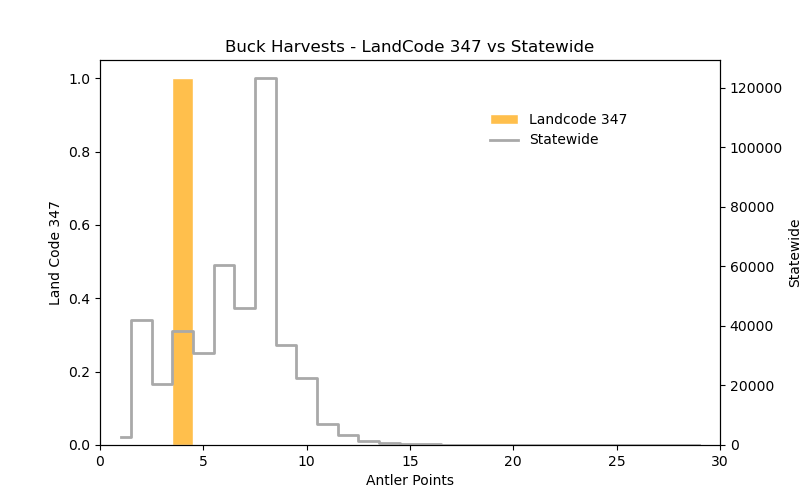 Buck Harvests - LandCode 347 vs Statewide
1.0
0.8
0.6
0.4
0.2
0.0
Land Code 347
Landcode 347
Statewide
120000
100000
80000
60000
40000
20000
0
Statewide
0 5 10 15 20 25 30
Antler Points